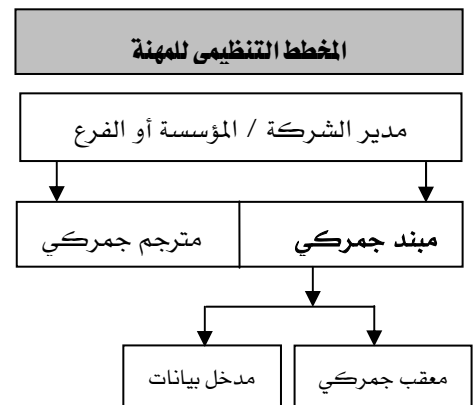 المخطط التنظيمى للمهنة
مدير الشركة / المؤسسة أو الفرع
مبند جمركي
مترجم جمركي
معقب جمركي
مدخل بيانات